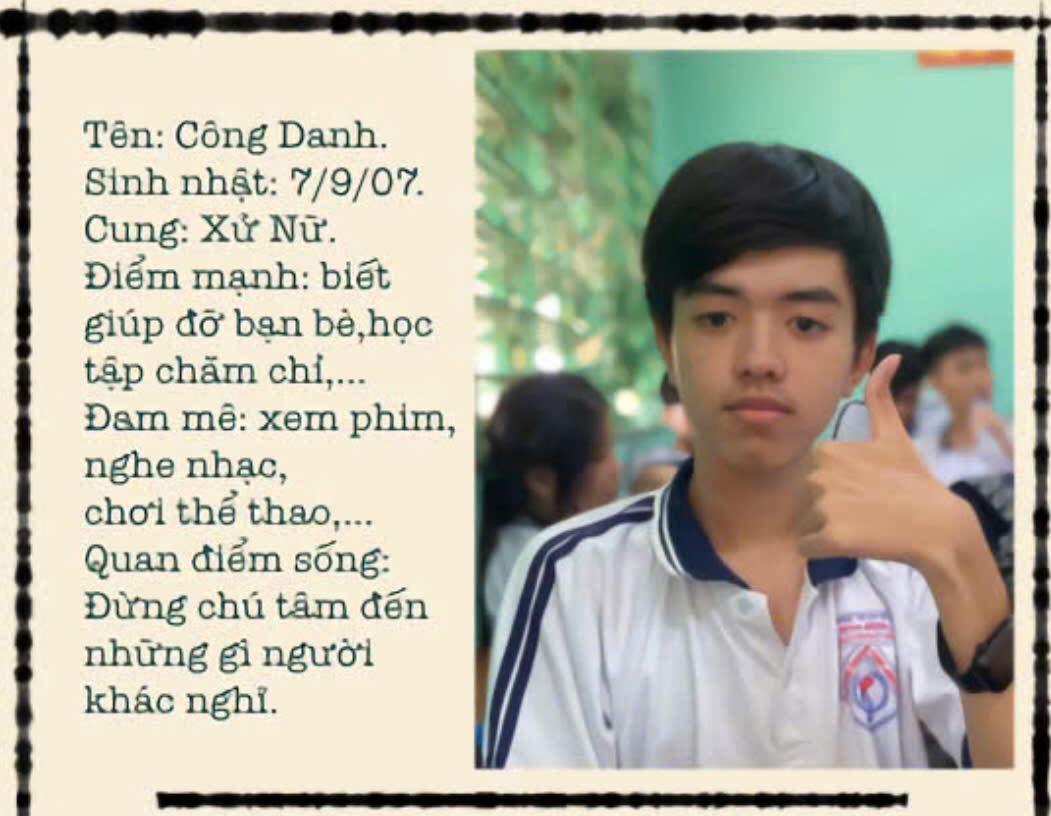 Tên: Công Danh.
Sinh nhật: 7/9/07.
Cung: Xử Nữ.
Điểm mạnh: biết
giúp đỡ bạn bè,học
tập chăm chỉ,...
Đam mê: xem phim,
nghe nhạc,
chơi thể thao,...
Quan điểm sống:
Đừng chú tâm đến
những gì người
khác nghĩ.